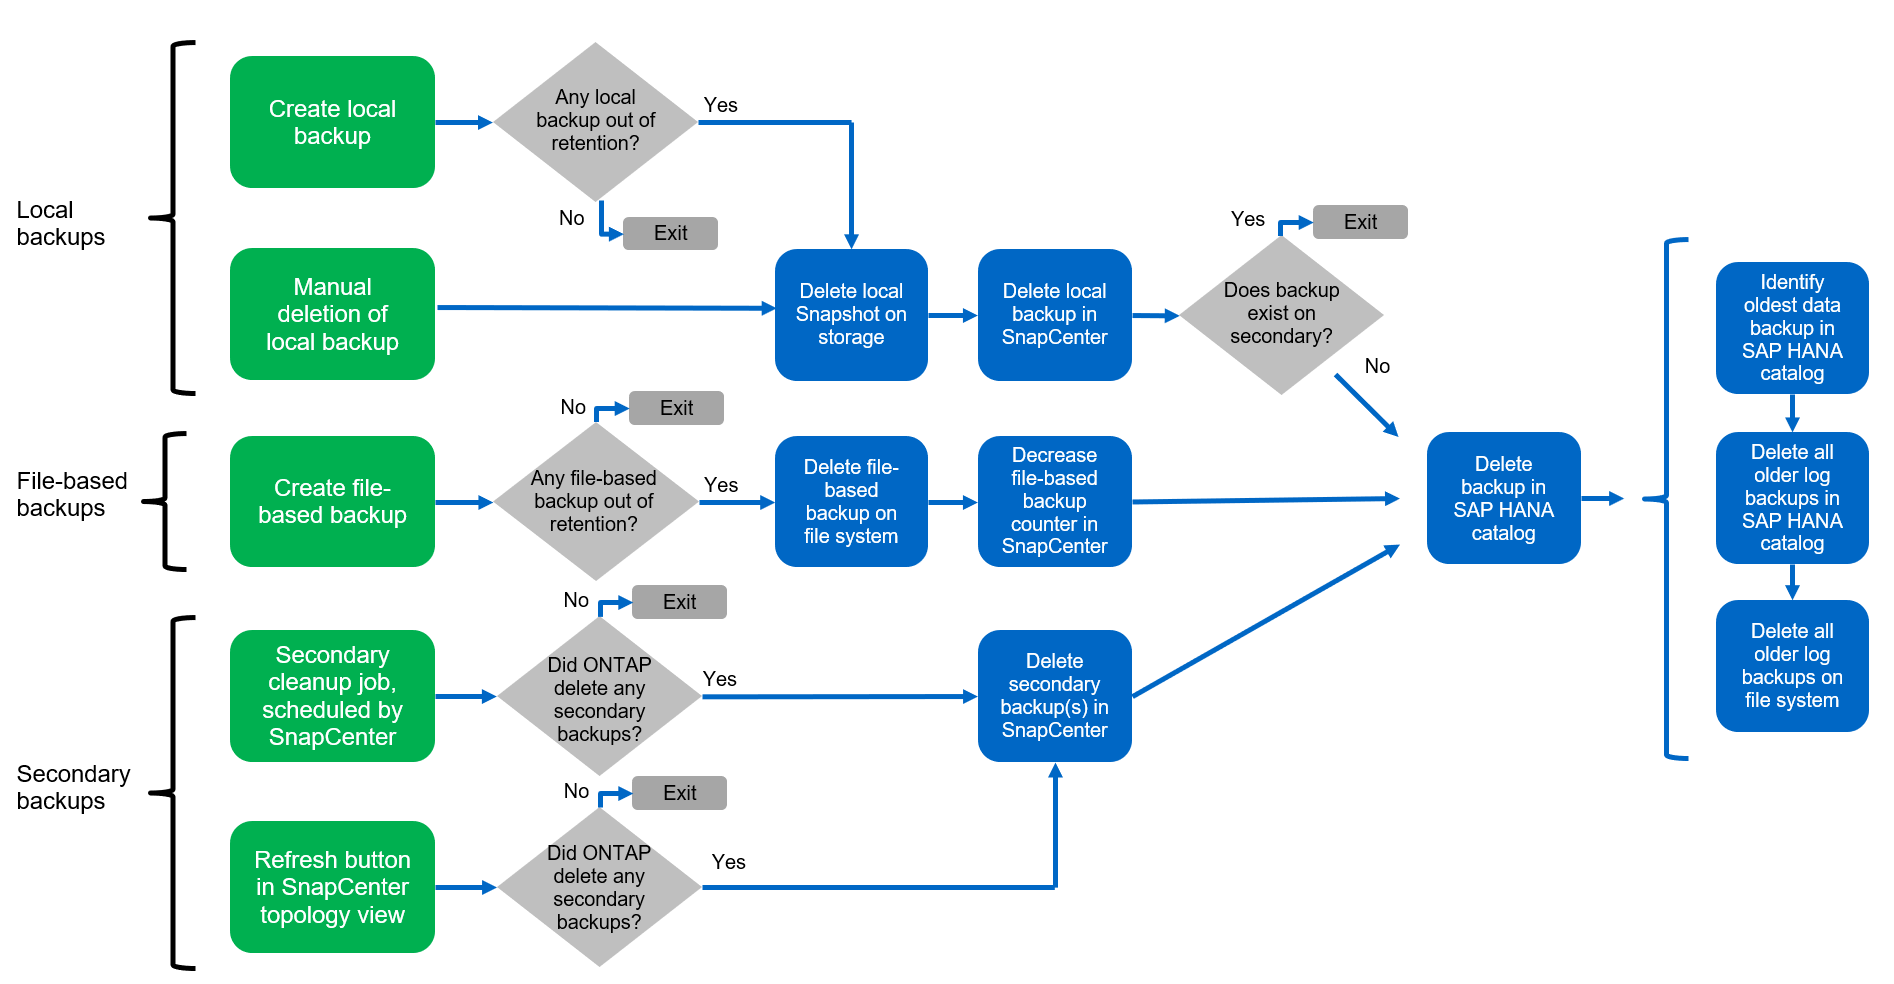 Local
backups
Create local
backup
Any local
backup out of
retention?
Yes
No
Exit
Manual
deletion of
local backup
Delete local
Snapshot on
storage
Delete local
backup in
SnapCenter
Does backup
exist on
secondary?
Yes
Exit
No
File-based
backups
Create file-
based backup
Any file-based
backup out of
retention?
No
Exit
Yes
Delete file-
based
backup on
file system
Decrease
file-based
backup
counter in
SnapCenter
Secondary
backups
Secondary
cleanup job,
scheduled by
SnapCenter
Did ONTAP
delete any
secondary
backups?
No
Exit
Yes
Delete
secondary
backup(s) in
SnapCenter
Refresh button
in SnapCenter
topology view
Did ONTAP
delete any
secondary
backups?
No
Exit
Yes
Delete
backup in
SAP HANA
catalog
Identify
oldest data
backup in
SAP HANA
catalog
Delete all
older log
backups in
SAP HANA
catalog
Delete all
older log
backups on
file system